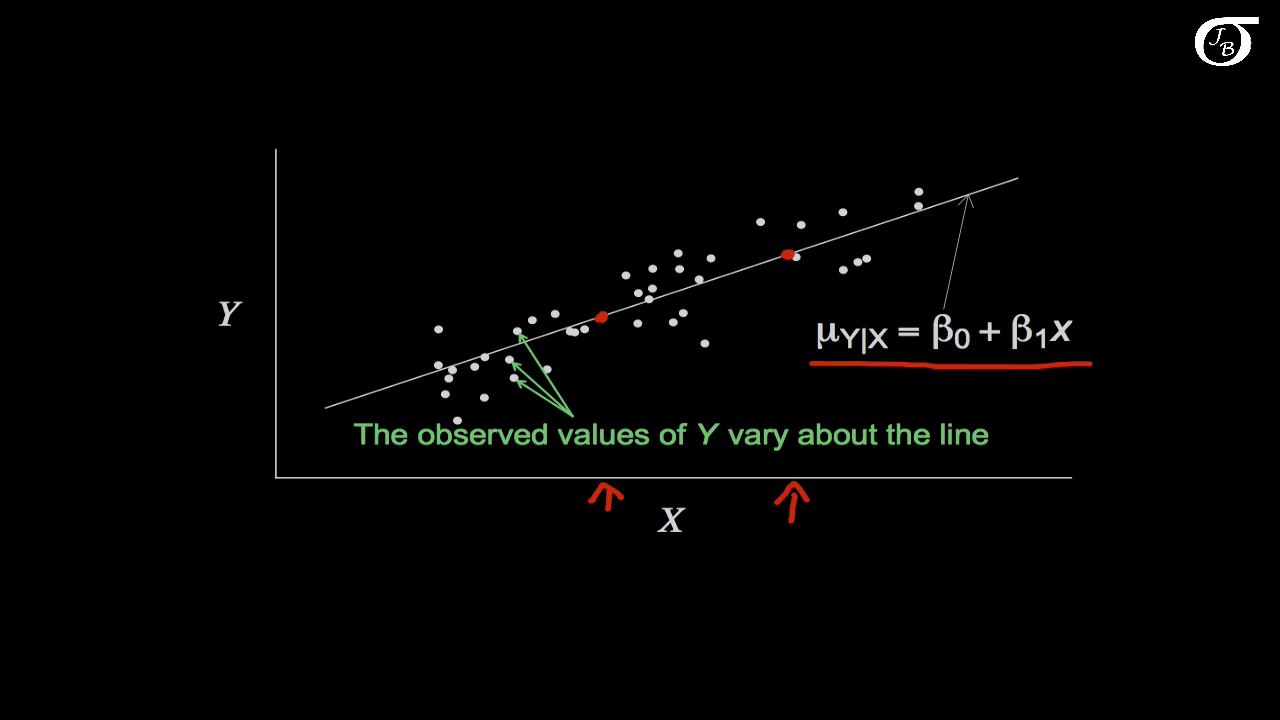 J
B
Y
μY|X = β0 + β1x
The observed values of Y vary about the line
X